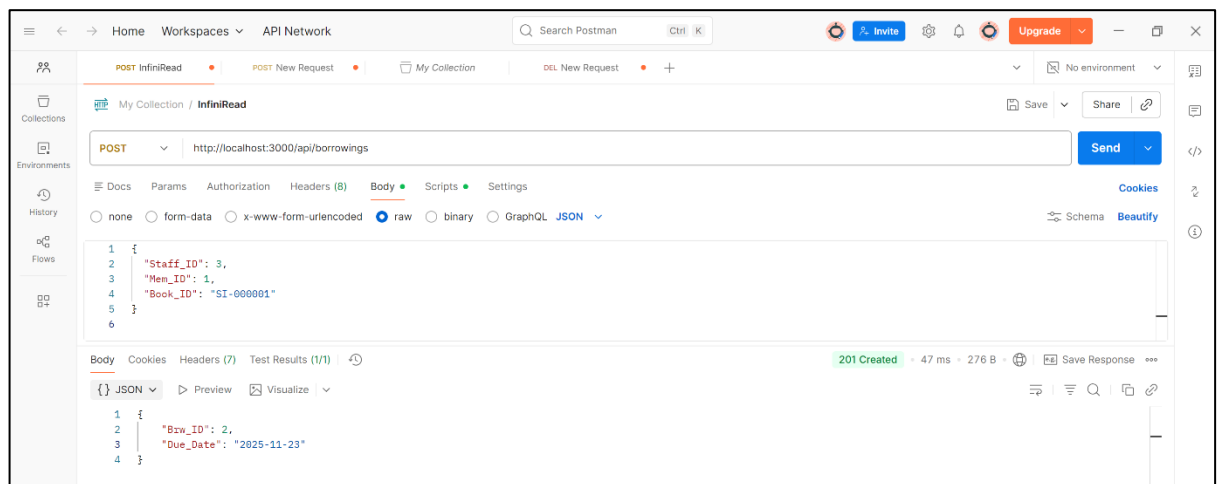 Home Workspaces API Network Search Postman Ctrl K Invite Upgrade
POST InfiniRead POST New Request My Collection DEL New Request No environment
Collections
HTTP My Collection / InfiniRead Save Share
POST http://localhost:3000/api/borrowings Send
Environments
Docs Params Authorization Headers (8) Body Scripts Settings Cookies
History
none form-data x-www-form-urlencoded raw binary GraphQL JSON Schema Beautify
Flows
1 {
2 "Staff_ID": 3,
3 "Mem_ID": 1,
4 "Book_ID": "SI-000001"
5 }
6
Body Cookies Headers (7) Test Results (1/1) 201 Created 47 ms 276 B e.g. Save Response
{} JSON Preview Visualize
1 {
2 "Brw_ID": 2,
3 "Due_Date": "2025-11-23"
4 }